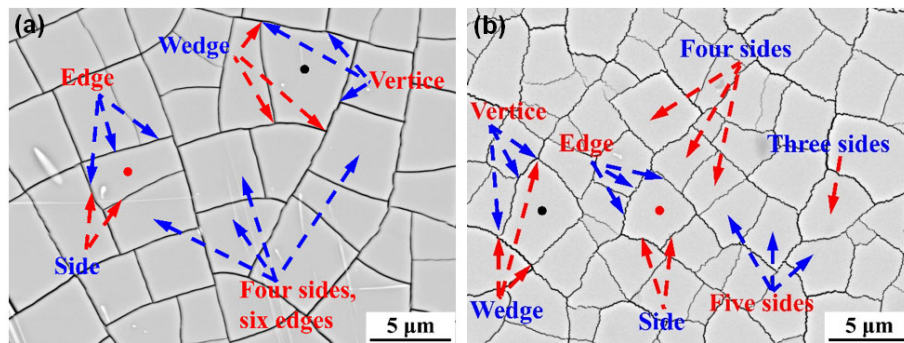 (a)
Wedge
Edge
Vertice
Side
Four sides,
six edges
5 μm
(b)
Four sides
Vertice
Edge
Three sides
Wedge
Side
Five sides
5 μm